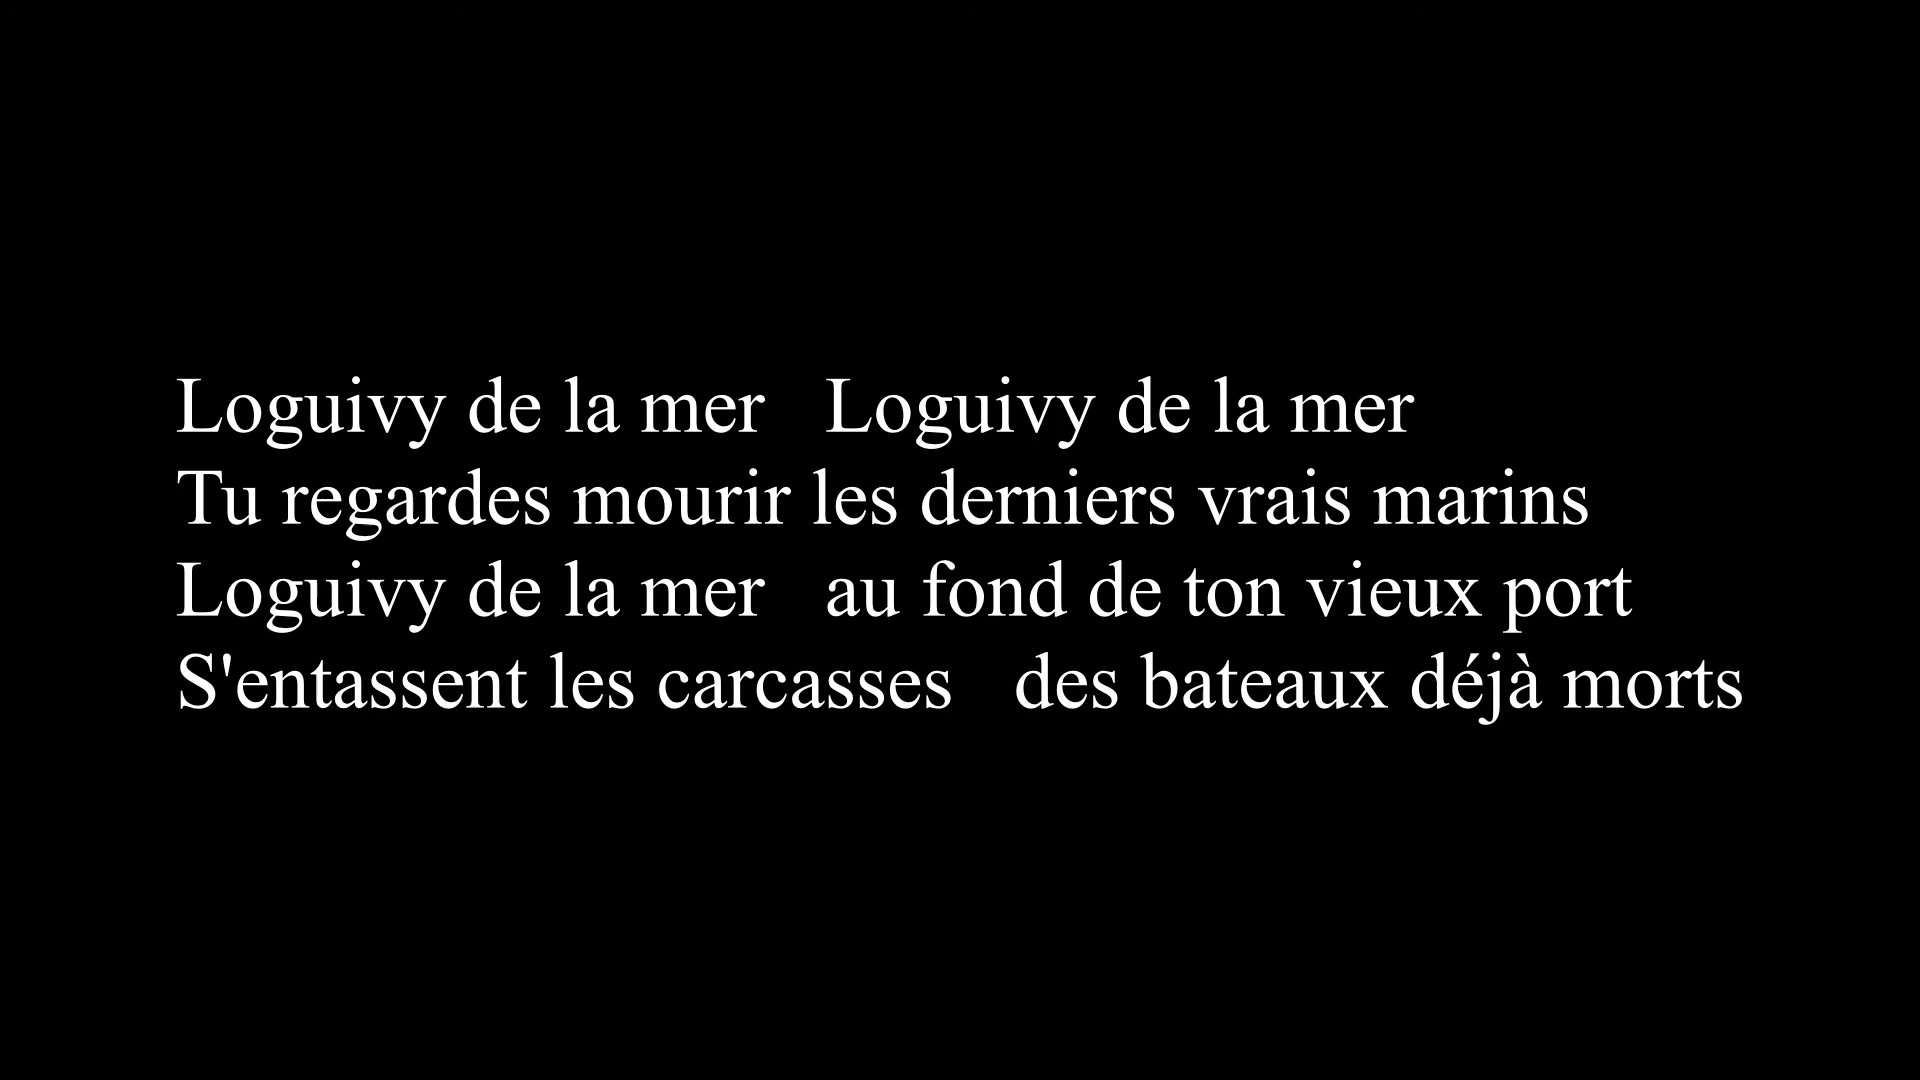 Loguivy de la mer   Loguivy de la mer
Tu regardes mourir les derniers vrais marins
Loguivy de la mer   au fond de ton vieux port
S'entassent les carcasses   des bateaux déjà morts